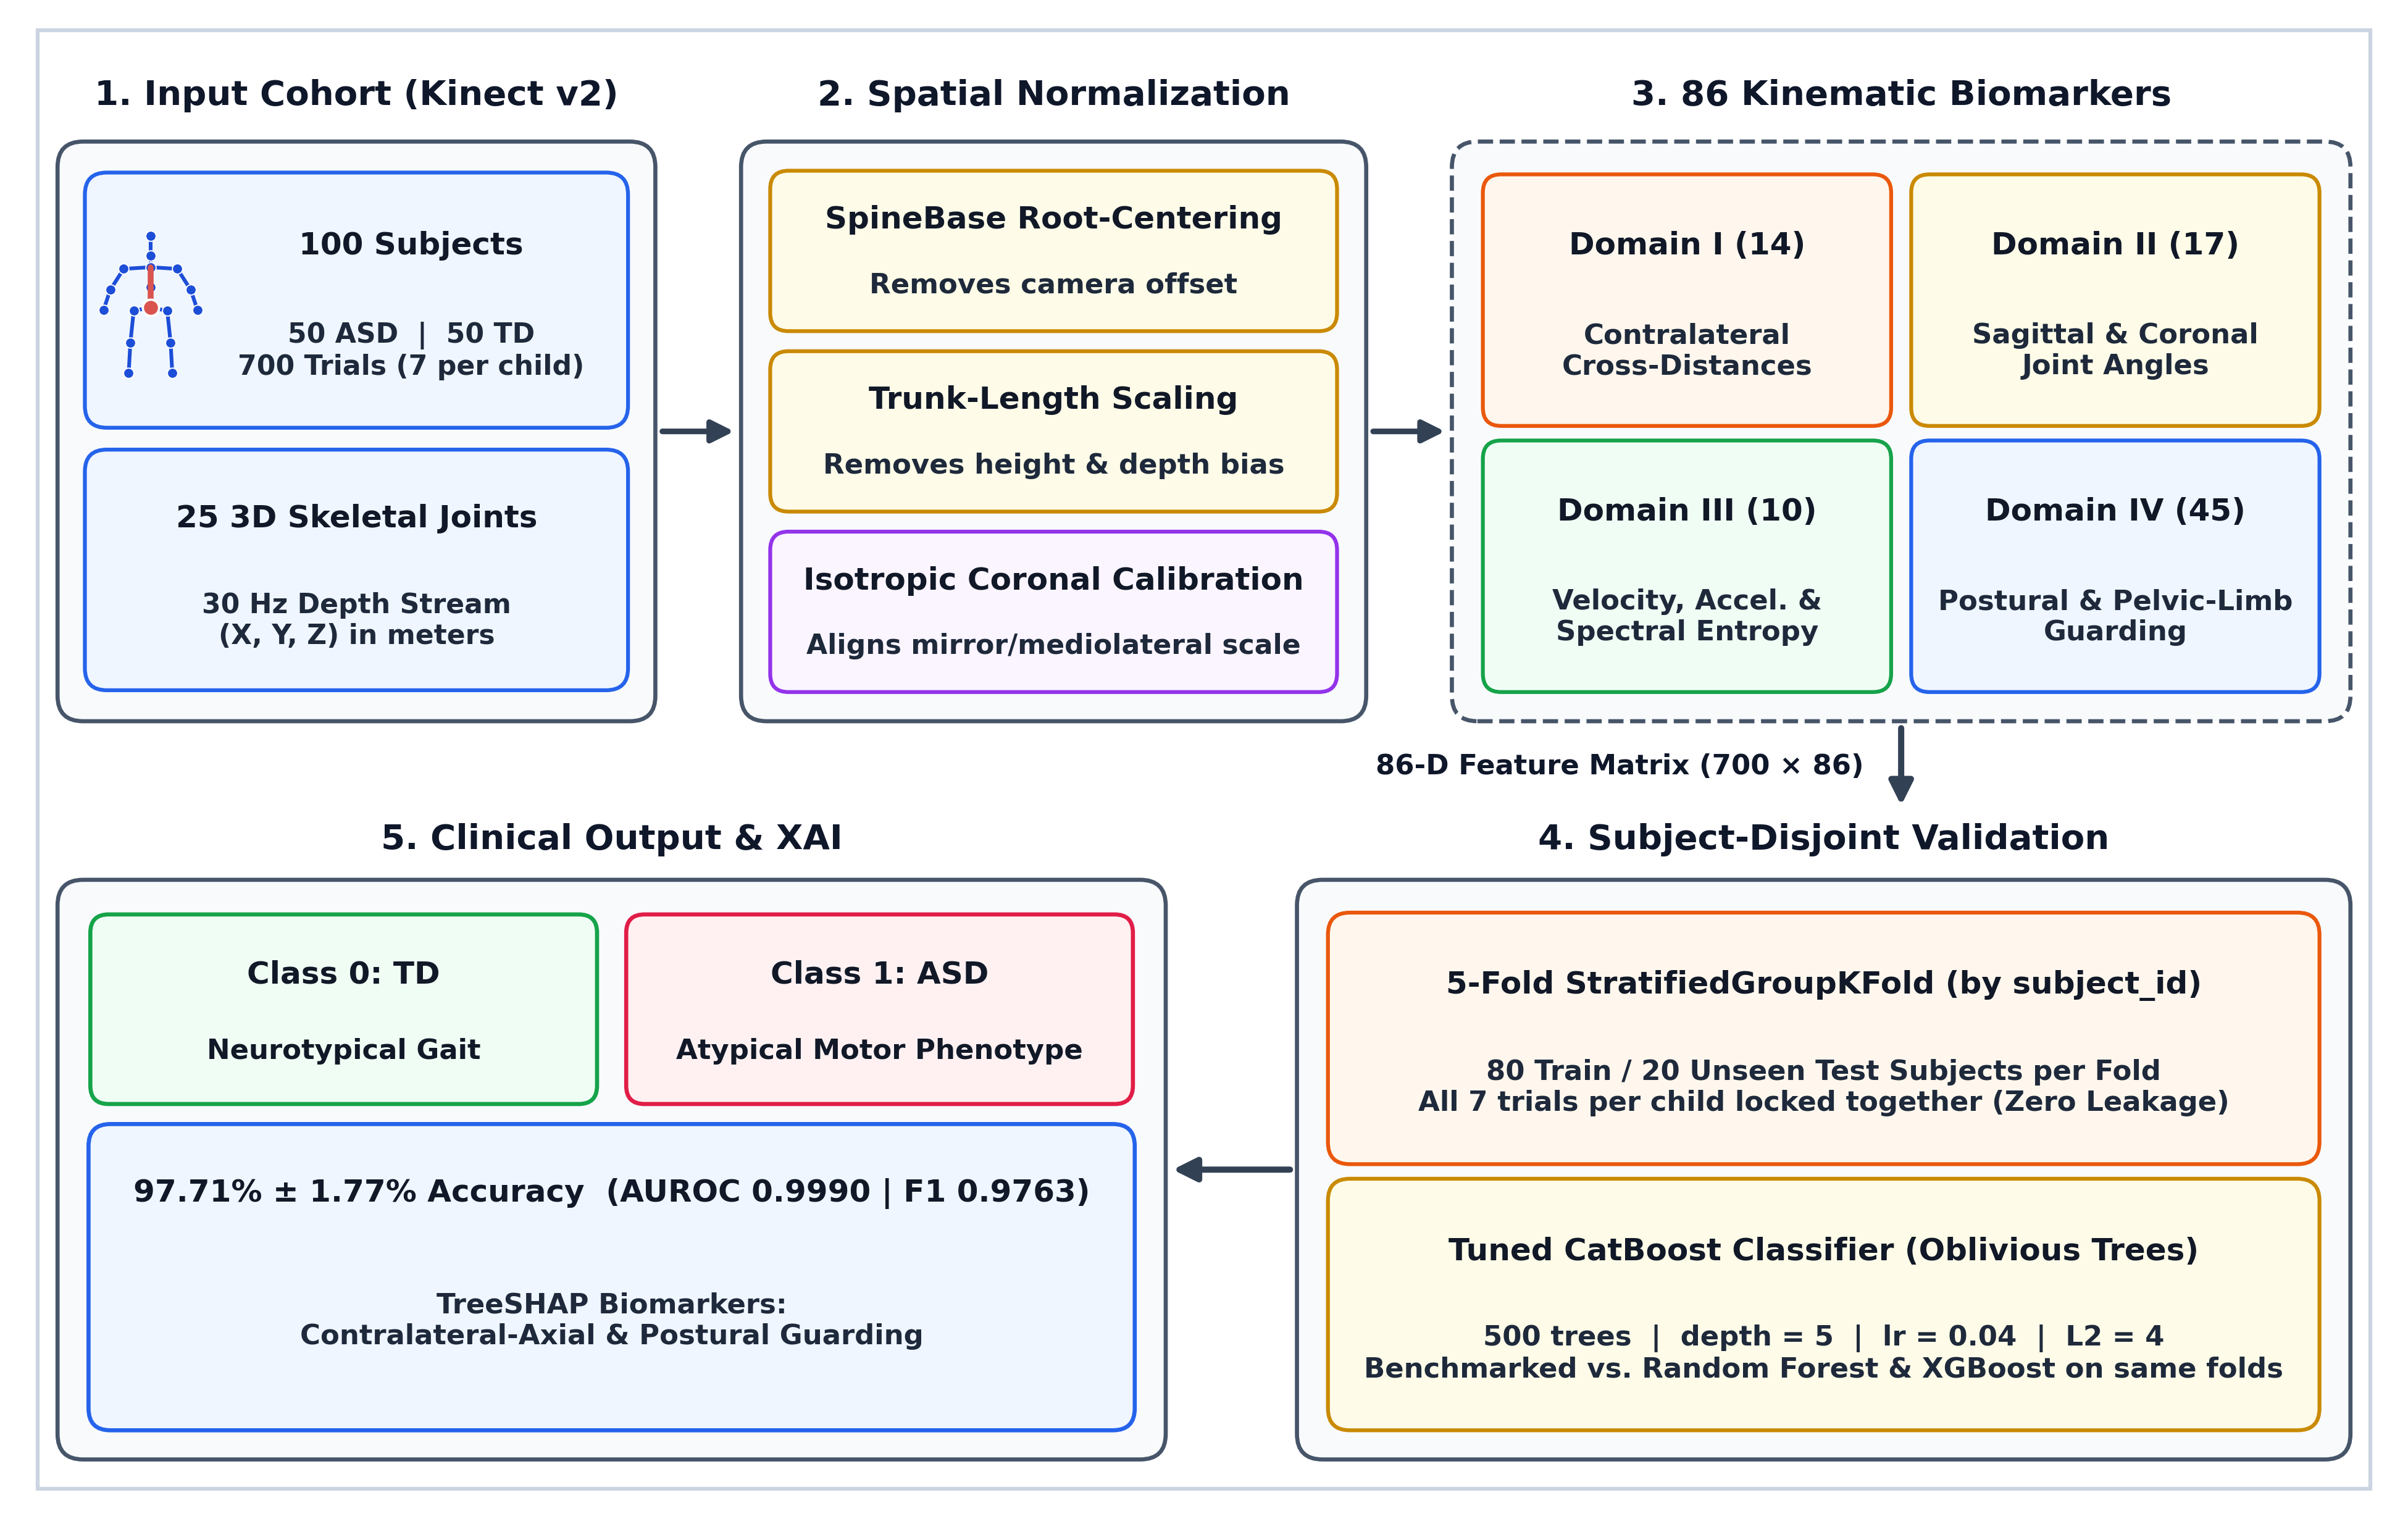 1. Input Cohort (Kinect v2)
100 Subjects
50 ASD | 50 TD
700 Trials (7 per child)
25 3D Skeletal Joints
30 Hz Depth Stream
(X, Y, Z) in meters
2. Spatial Normalization
SpineBase Root-Centering
Removes camera offset
Trunk-Length Scaling
Removes height & depth bias
Isotropic Coronal Calibration
Aligns mirror/mediolateral scale
3. 86 Kinematic Biomarkers
Domain I (14)
Contralateral
Cross-Distances
Domain II (17)
Sagittal & Coronal
Joint Angles
Domain III (10)
Velocity, Accel. &
Spectral Entropy
Domain IV (45)
Postural & Pelvic-Limb
Guarding
86-D Feature Matrix (700 × 86)
4. Subject-Disjoint Validation
5-Fold StratifiedGroupKFold (by subject_id)
80 Train / 20 Unseen Test Subjects per Fold
All 7 trials per child locked together (Zero Leakage)
Tuned CatBoost Classifier (Oblivious Trees)
500 trees | depth = 5 | lr = 0.04 | L2 = 4
Benchmarked vs. Random Forest & XGBoost on same folds
5. Clinical Output & XAI
Class 0: TD
Neurotypical Gait
Class 1: ASD
Atypical Motor Phenotype
97.71% ± 1.77% Accuracy (AUROC 0.9990 | F1 0.9763)
TreeSHAP Biomarkers:
Contralateral-Axial & Postural Guarding